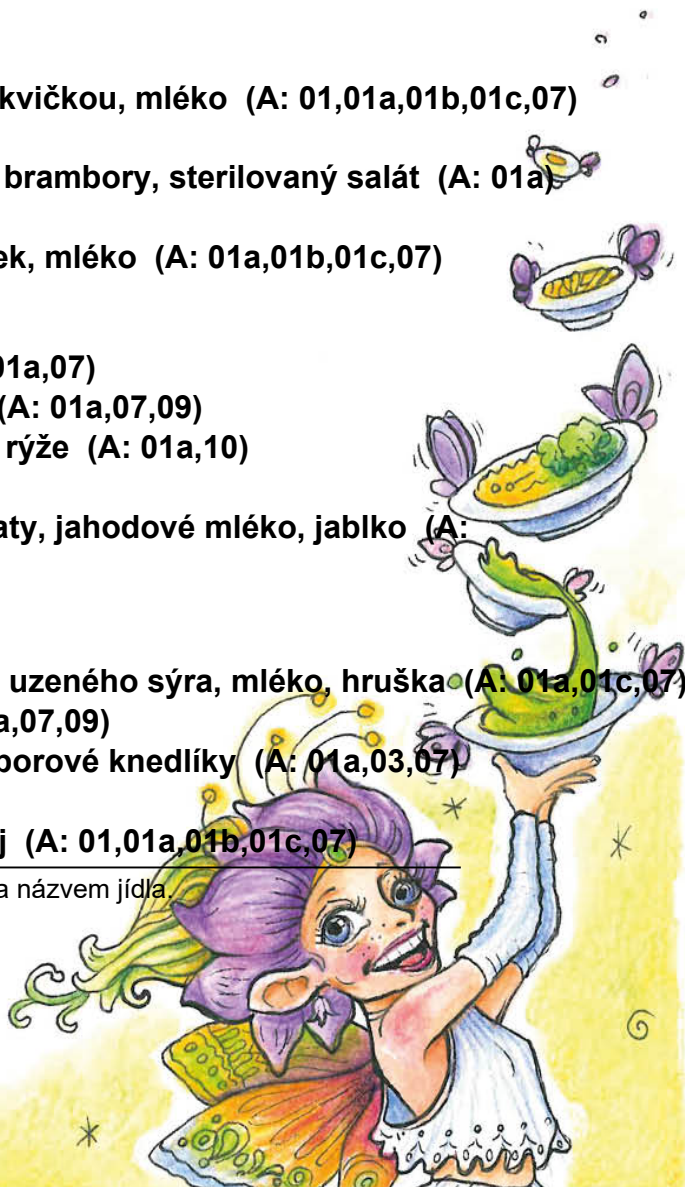 kvičkou, mléko (A: 01,01a,01b,01c,07)
brambory, sterilovaný salát (A: 01a)
ek, mléko (A: 01a,01b,01c,07)
01a,07)
(A: 01a,07,09)
rýže (A: 01a,10)
aty, jahodové mléko, jablko (A:
uzeného sýra, mléko, hruška (A: 01a,01c,07)
a,07,09)
borové knedlíky (A: 01a,03,07)
j (A: 01,01a,01b,01c,07)
a názvem jídla.